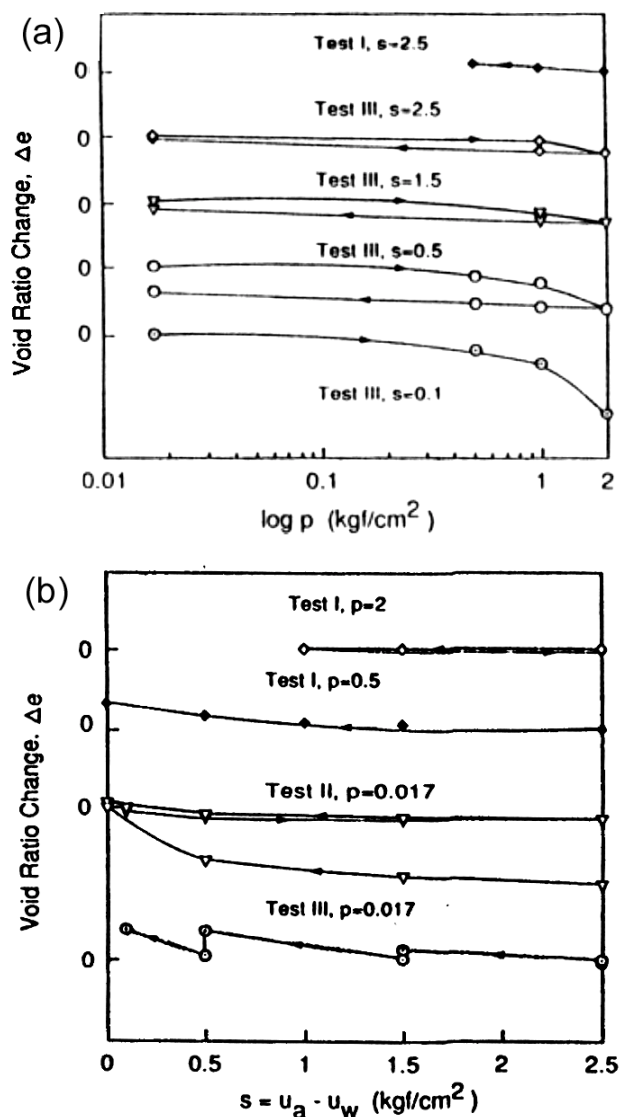 (a)
Test I, s=2.5
0
Test III, s=2.5
0
Test III, s=1.5
0
Test III, s=0.5
0
0
Test III, s=0.1
Void Ratio Change, Δe
0.01 0.1 1 2
log p (kgf/cm²)
(b)
Test I, p=2
0
Test I, p=0.5
0
Test II, p=0.017
0
Test III, p=0.017
0
Void Ratio Change. Δe
0 0.5 1.0 1.5 2 2.5
s = uₐ - u_w (kgf/cm²)